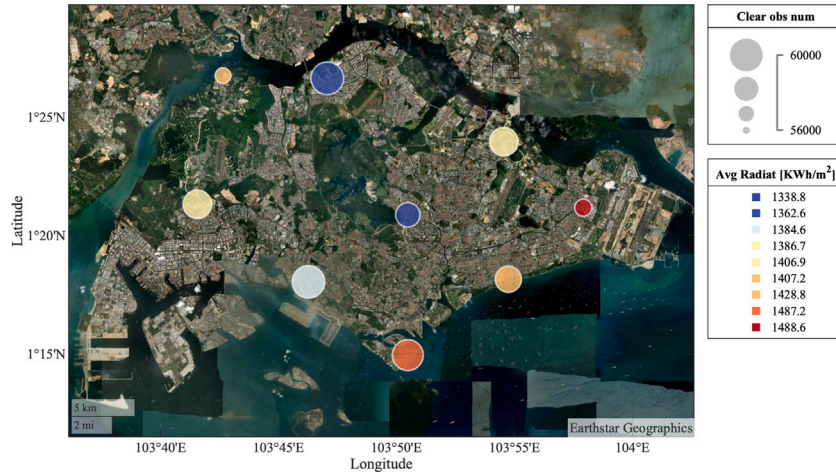 Clear obs num
60000
56000
Avg Radiat [KWh/m²]
1338.8
1362.6
1384.6
1386.7
1406.9
1407.2
1428.8
1487.2
1488.6
Latitude
1°25'N
1°20'N
1°15'N
5 km
2 mi
Earthstar Geographics
103°40'E
103°45'E
103°50'E
103°55'E
104°E
Longitude